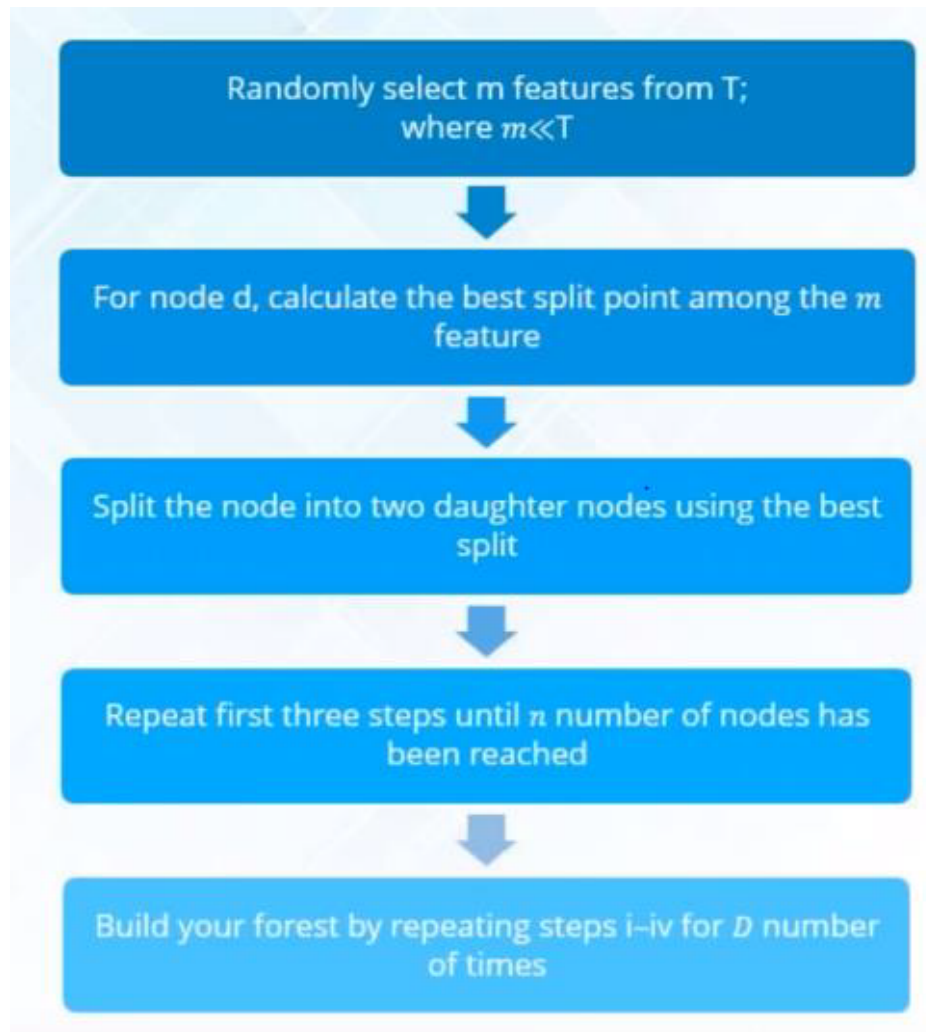 Randomly select m features from T;
where m≪T
For node d, calculate the best split point among the m
feature
Split the node into two daughter nodes using the best
split
Repeat first three steps until n number of nodes has
been reached
Build your forest by repeating steps i–iv for D number
of times